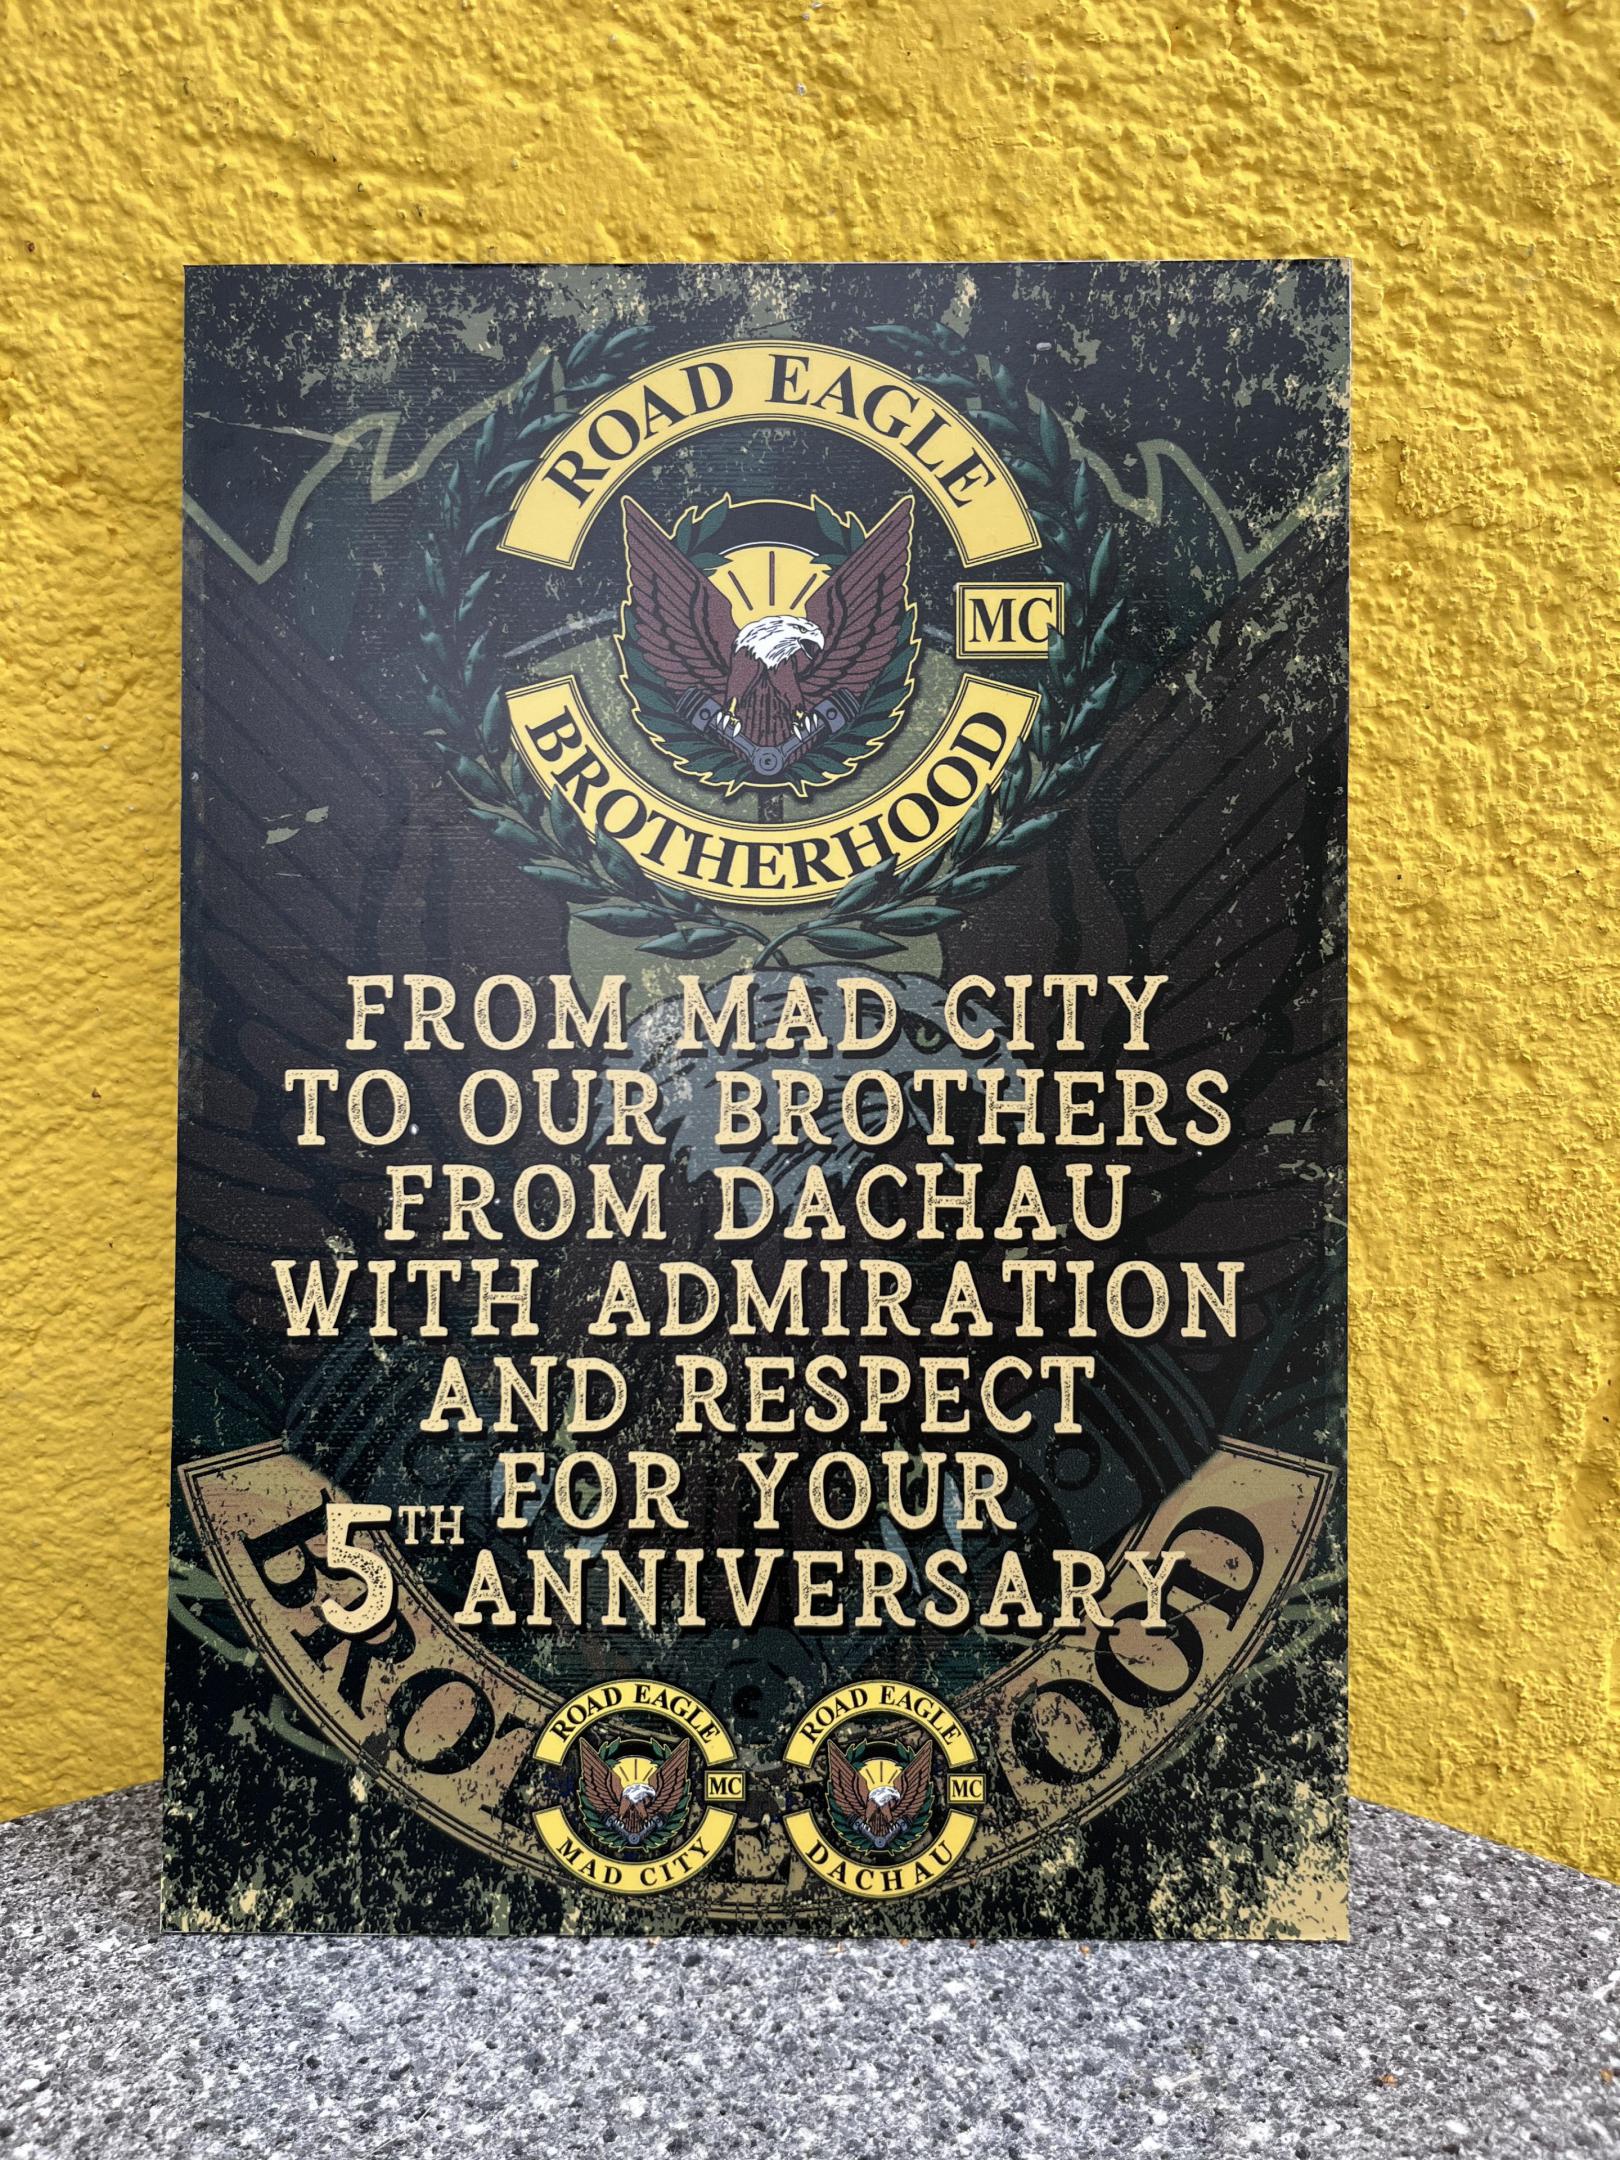 ROAD EAGLE
MC
BROTHERHOOD
FROM MAD CITY
TO OUR BROTHERS
FROM DACHAU
WITH ADMIRATION
AND RESPECT
FOR YOUR
5TH ANNIVERSARY
ROAD EAGLE
MC
MAD CITY
ROAD EAGLE
MC
DACHAU